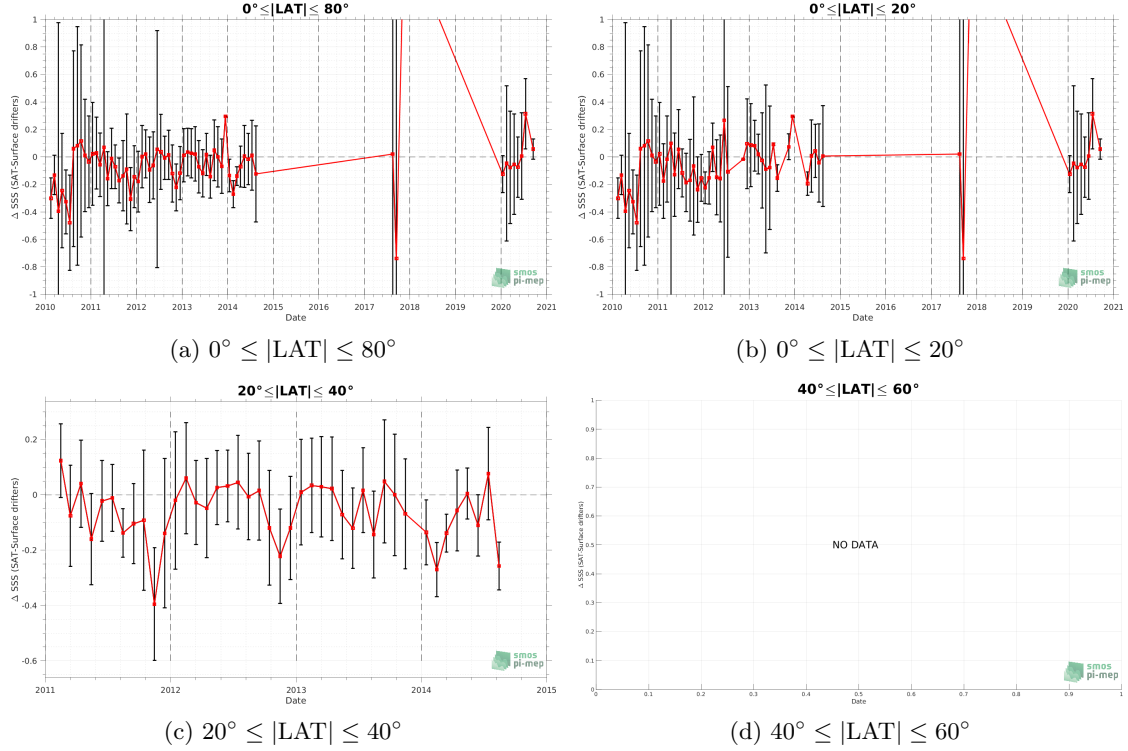 0°≤|LAT|≤ 80°
Δ SSS (SAT-Surface drifters)
1
0.8
0.6
0.4
0.2
0
-0.2
-0.4
-0.6
-0.8
-1
2010 2011 2012 2013 2014 2015 2016 2017 2018 2019 2020 2021
Date
smos
pi-mep
(a) 0° ≤ |LAT| ≤ 80°
0°≤|LAT|≤ 20°
Δ SSS (SAT-Surface drifters)
1
0.8
0.6
0.4
0.2
0
-0.2
-0.4
-0.6
-0.8
-1
2010 2011 2012 2013 2014 2015 2016 2017 2018 2019 2020 2021
Date
smos
pi-mep
(b) 0° ≤ |LAT| ≤ 20°
20°≤|LAT|≤ 40°
Δ SSS (SAT-Surface drifters)
0.2
0
-0.2
-0.4
-0.6
2011 2012 2013 2014 2015
Date
smos
pi-mep
(c) 20° ≤ |LAT| ≤ 40°
40°≤|LAT|≤ 60°
Δ SSS (SAT-Surface drifters)
1
0.9
0.8
0.7
0.6
0.5
0.4
0.3
0.2
0.1
0
NO DATA
0 0.1 0.2 0.3 0.4 0.5 0.6 0.7 0.8 0.9 1
Date
smos
pi-mep
(d) 40° ≤ |LAT| ≤ 60°